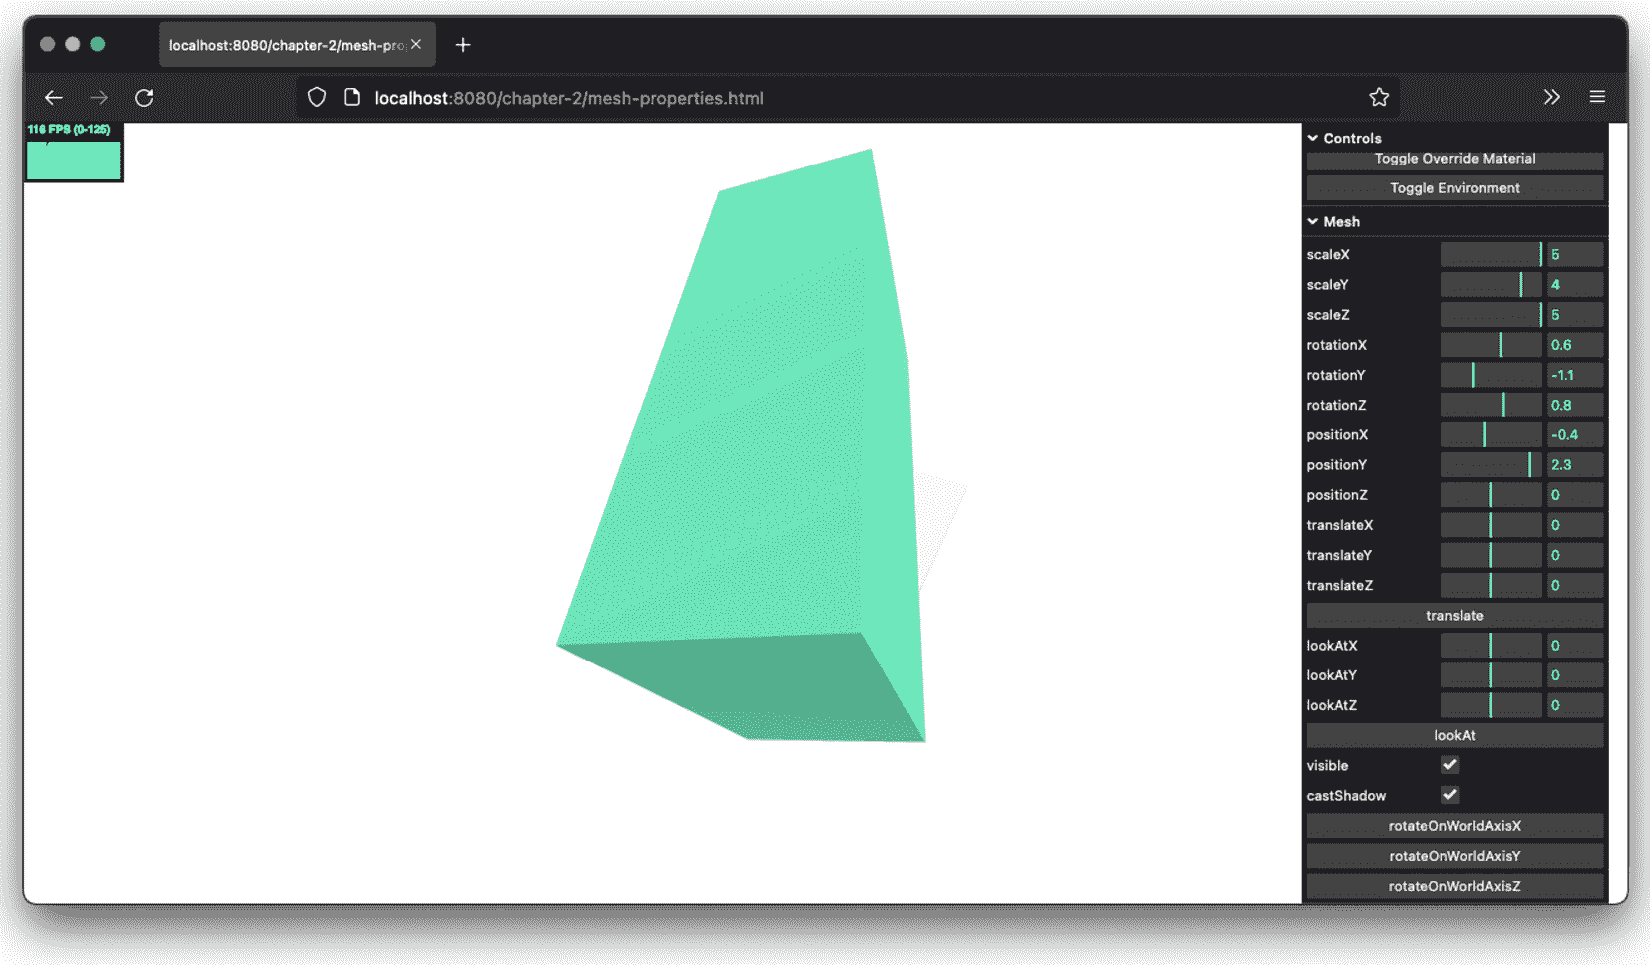 localhost:8080/chapter-2/mesh-pro
localhost:8080/chapter-2/mesh-properties.html
116 FPS (0-125)
Controls
Toggle Override Material
Toggle Environment
Mesh
scaleX 5
scaleY 4
scaleZ 5
rotationX 0.6
rotationY -1.1
rotationZ 0.8
positionX -0.4
positionY 2.3
positionZ 0
translateX 0
translateY 0
translateZ 0
translate
lookAtX 0
lookAtY 0
lookAtZ 0
lookAt
visible
castShadow
rotateOnWorldAxisX
rotateOnWorldAxisY
rotateOnWorldAxisZ